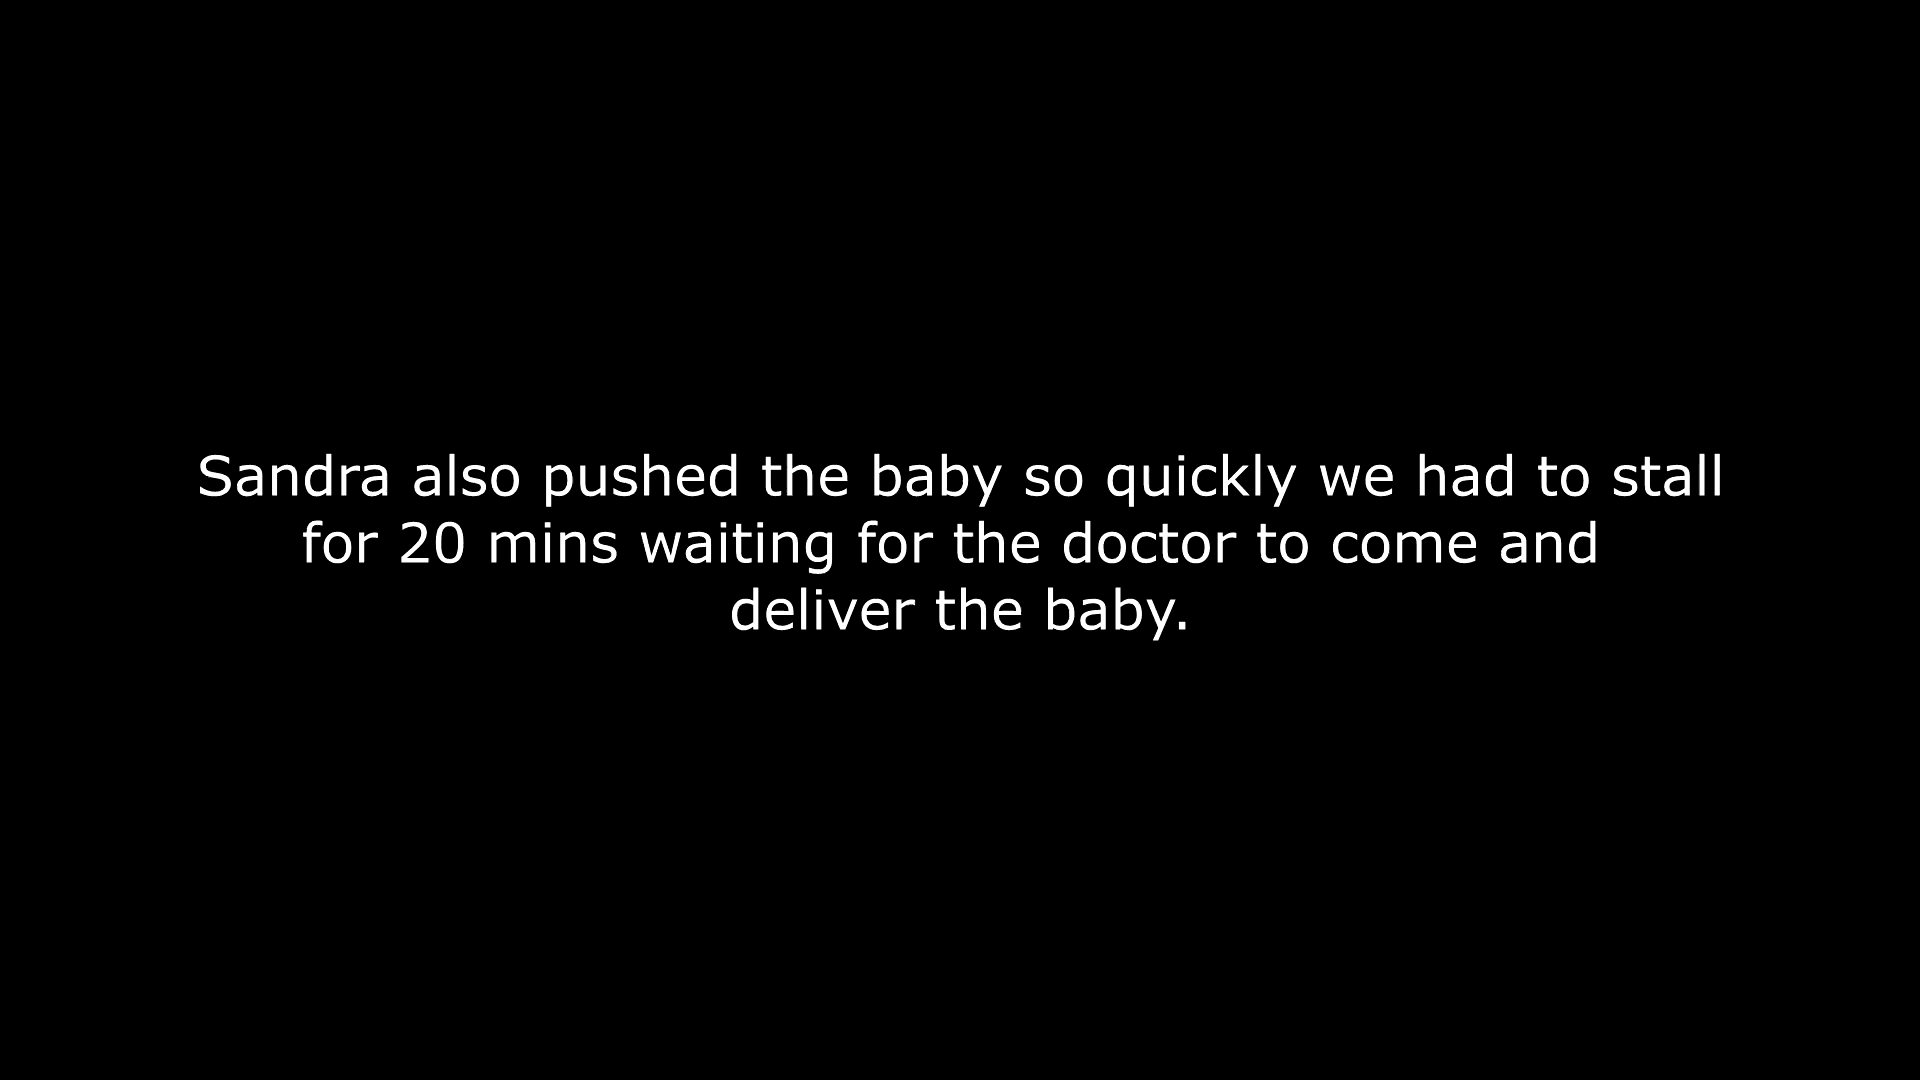 Sandra also pushed the baby so quickly we had to stall
for 20 mins waiting for the doctor to come and
deliver the baby.